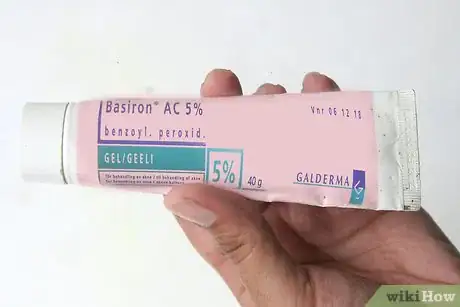 Basiron® AC 5%
benzoyl. peroxid.
GEL/GEELI
5%
40 g
Vnr 06 12 18
GALDERMA
wikiHow